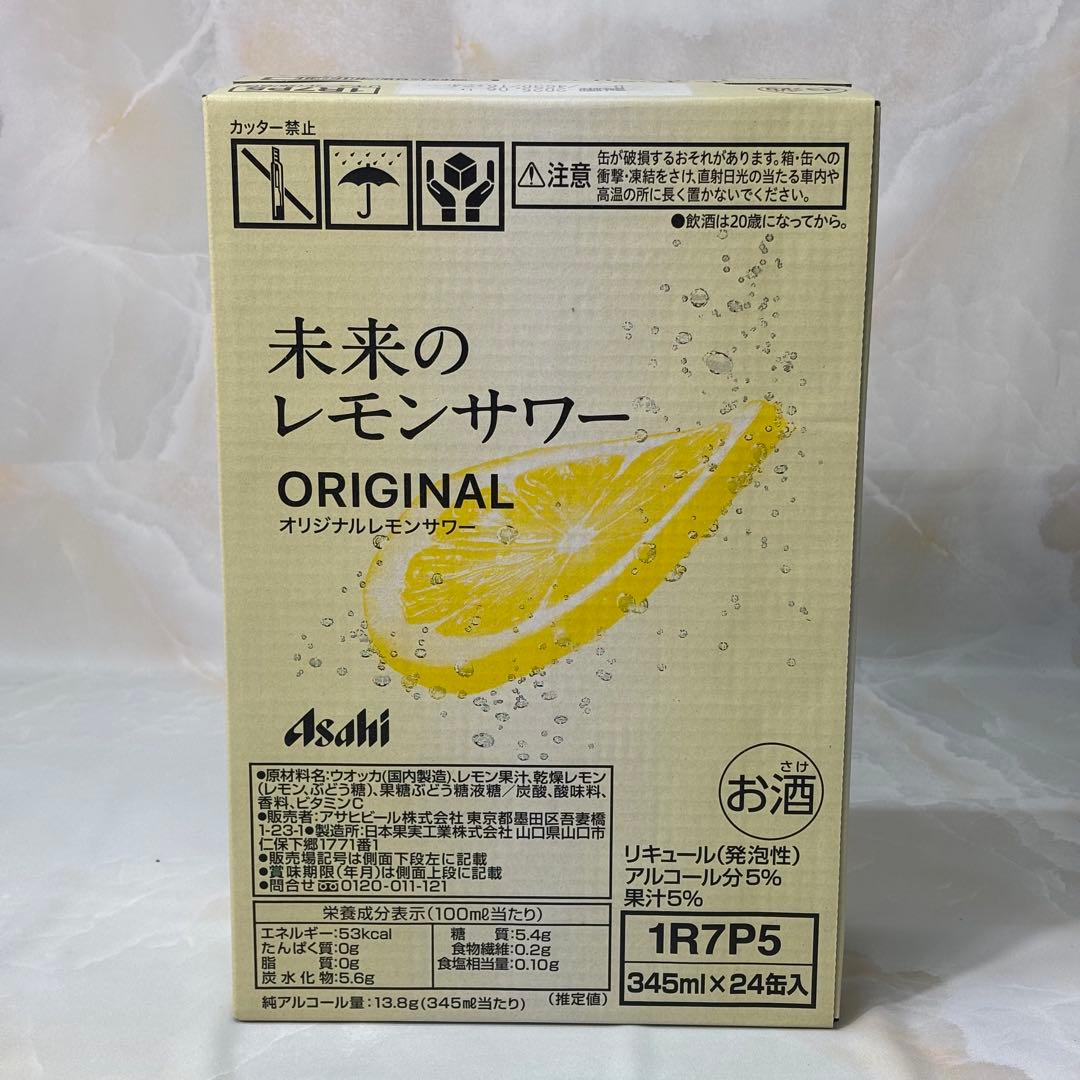 1R7P5
カッター禁止
注意
缶が破損するおそれがあります。箱・缶への
衝撃・凍結をさけ、直射日光の当たる車内や
高温の所に長く置かないでください。
●飲酒は20歳になってから。
未来の
レモンサワー
ORIGINAL
オリジナルレモンサワー
Asahi
●原材料名:ウオッカ(国内製造)、レモン果汁、乾燥レモン
(レモン、ぶどう糖)、果糖ぶどう糖液糖/炭酸、酸味料、
香料、ビタミンC
●販売者:アサヒビール株式会社 東京都墨田区吾妻橋
1-23-1●製造所:日本果実工業株式会社 山口県山口市
仁保下郷1771番1
●販売場記号は側面下段左に記載
●賞味期限(年月)は側面上段に記載
●問合せ 0120-011-121
さけ
お酒
リキュール(発泡性)
アルコール分5%
果汁5%
栄養成分表示(100mℓ当たり)
エネルギー:53kcal
たんぱく質:0g
脂質:0g
炭水化物:5.6g
糖質:5.4g
食物繊維:0.2g
食塩相当量:0.10g
純アルコール量:13.8g(345mℓ当たり) (推定値)
1R7P5
345ml×24缶入